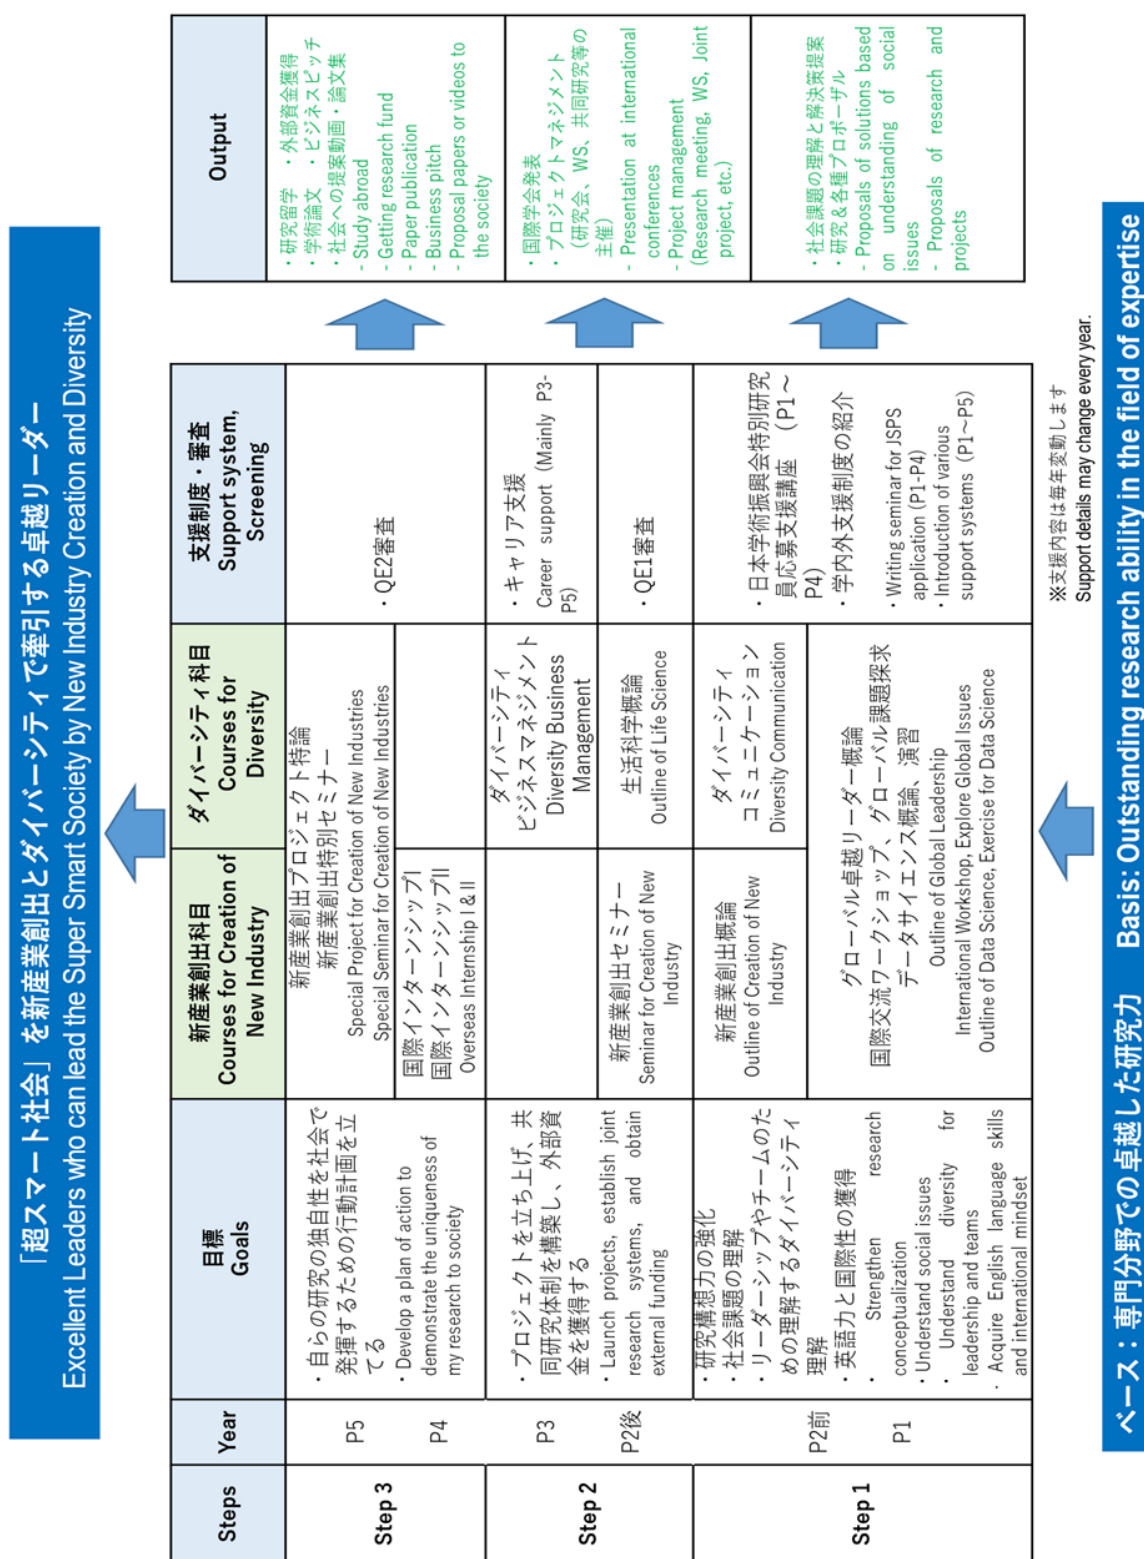 「超スマート社会」を新産業創出とダイバーシティで牽引する卓越リーダー
Excellent Leaders who can lead the Super Smart Society by New Industry Creation and Diversity
Steps
Year
目標
Goals
新産業創出科目
Courses for Creation of
New Industry
ダイバーシティ科目
Courses for
Diversity
支援制度・審査
Support system,
Screening
Output
Step 3
P5
P4
・自らの研究の独自性を社会で
発揮するための行動計画を立
てる
・Develop a plan of action to
demonstrate the uniqueness of
my research to society
新産業創出プロジェクト特論
新産業創出特別セミナー
Special Project for Creation of New Industries
Special Seminar for Creation of New Industries
国際インターンシップI
国際インターンシップII
Overseas Internship I & II
・QE2審査
・研究留学 ・外部資金獲得
・学術論文 ・ビジネスピッチ
・社会への提案動画・論文集
- Study abroad
- Getting research fund
- Paper publication
- Business pitch
- Proposal papers or videos to
the society
Step 2
P3
P2後
・プロジェクトを立ち上げ、共
同研究体制を構築し、外部資
金を獲得する
・Launch projects, establish joint
research systems, and obtain
external funding
ダイバーシティ
ビジネスマネジメント
Diversity Business
Management
新産業創出セミナー
Seminar for Creation of New
Industry
生活科学概論
Outline of Life Science
・キャリア支援
Career support (Mainly P3-
P5)
・QE1審査
・国際学会発表
・プロジェクトマネジメント
（研究会、WS、共同研究等の
主催）
- Presentation at international
conferences
- Project management
(Research meeting, WS, Joint
project, etc.)
Step 1
P2前
P1
・研究構想力の強化
・社会課題の理解
・リーダーシップやチームのた
めの理解するダイバーシティ
理解
・英語力と国際性の獲得
・ Strengthen research
conceptualization
・Understand social issues
・ Understand diversity for
leadership and teams
・Acquire English language skills
and international mindset
新産業創出概論
Outline of Creation of New
Industry
ダイバーシティ
コミュニケーション
Diversity Communication
グローバル卓越リーダー概論
国際交流ワークショップ、グローバル課題探求
データサイエンス概論、演習
Outline of Global Leadership
International Workshop, Explore Global Issues
Outline of Data Science, Exercise for Data Science
・日本学術振興会特別研究
員応募支援講座 （P1～
P4）
・学内外支援制度の紹介
・Writing seminar for JSPS
application (P1-P4)
・Introduction of various
support systems (P1~P5)
・社会課題の理解と解決策提案
・研究＆各種プロポーザル
- Proposals of solutions based
on understanding of social
issues
- Proposals of research and
projects
※支援内容は毎年変動します
Support details may change every year.
ベース：専門分野での卓越した研究力 Basis: Outstanding research ability in the field of expertise